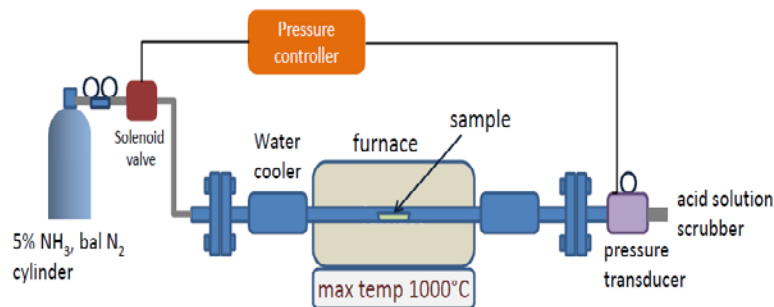 Pressure
controller
Solenoid
valve
Water
cooler
furnace
sample
5% NH₃, bal N₂
cylinder
max temp 1000°C
acid solution
scrubber
pressure
transducer